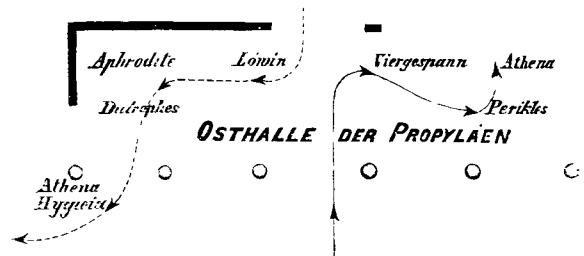 Aphrodite Löwin Viergespann Athena
Diitrephes Perikles
OSTHALLE DER PROPYLÄEN
Athena
Hygieia